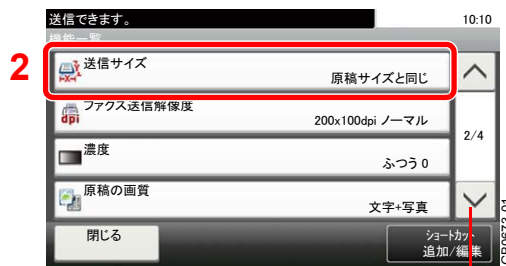 送信できます。
10:10
機能一覧
2
送信サイズ
原稿サイズと同じ
ファクス送信解像度
dpi
200x100dpi ノーマル
2/4
濃度
ふつう 0
原稿の画質
文字+写真
閉じる
ショートカット
追加/編集
GB0673_01